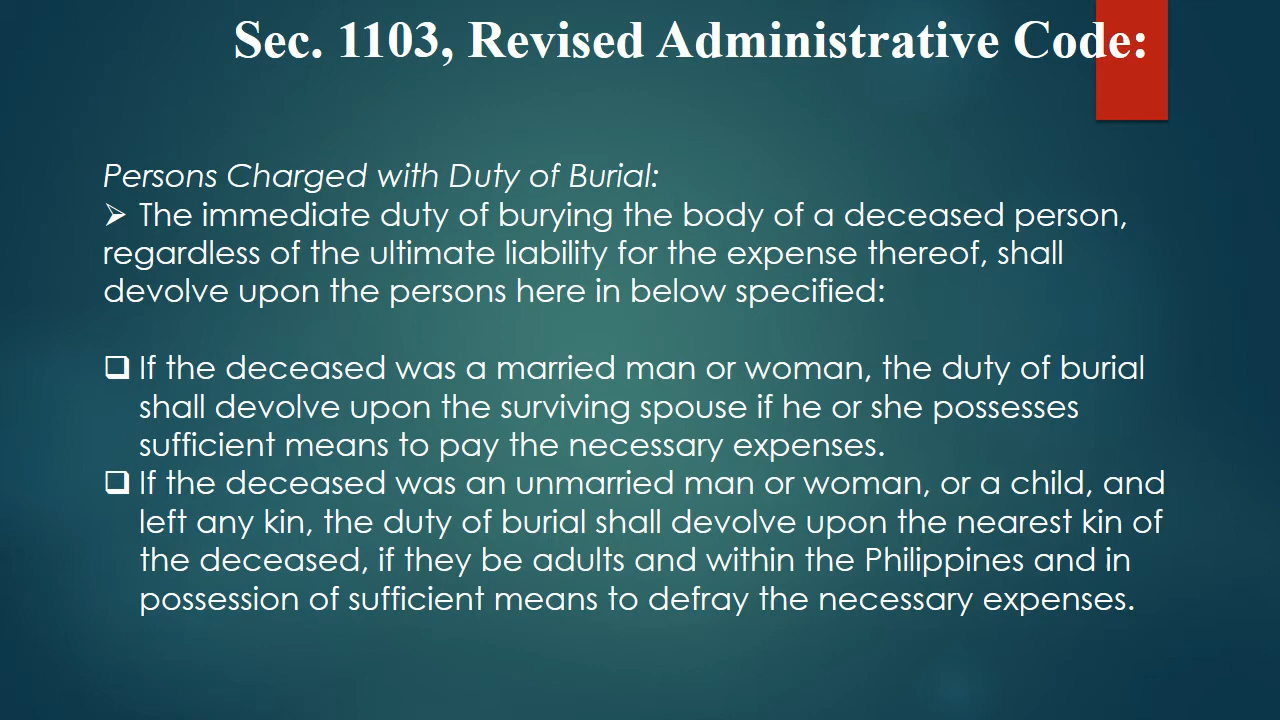 Sec. 1103, Revised Administrative Code:
Persons Charged with Duty of Burial:
➢ The immediate duty of burying the body of a deceased person,
regardless of the ultimate liability for the expense thereof, shall
devolve upon the persons here in below specified:
❑ If the deceased was a married man or woman, the duty of burial
shall devolve upon the surviving spouse if he or she possesses
sufficient means to pay the necessary expenses.
❑ If the deceased was an unmarried man or woman, or a child, and
left any kin, the duty of burial shall devolve upon the nearest kin of
the deceased, if they be adults and within the Philippines and in
possession of sufficient means to defray the necessary expenses.